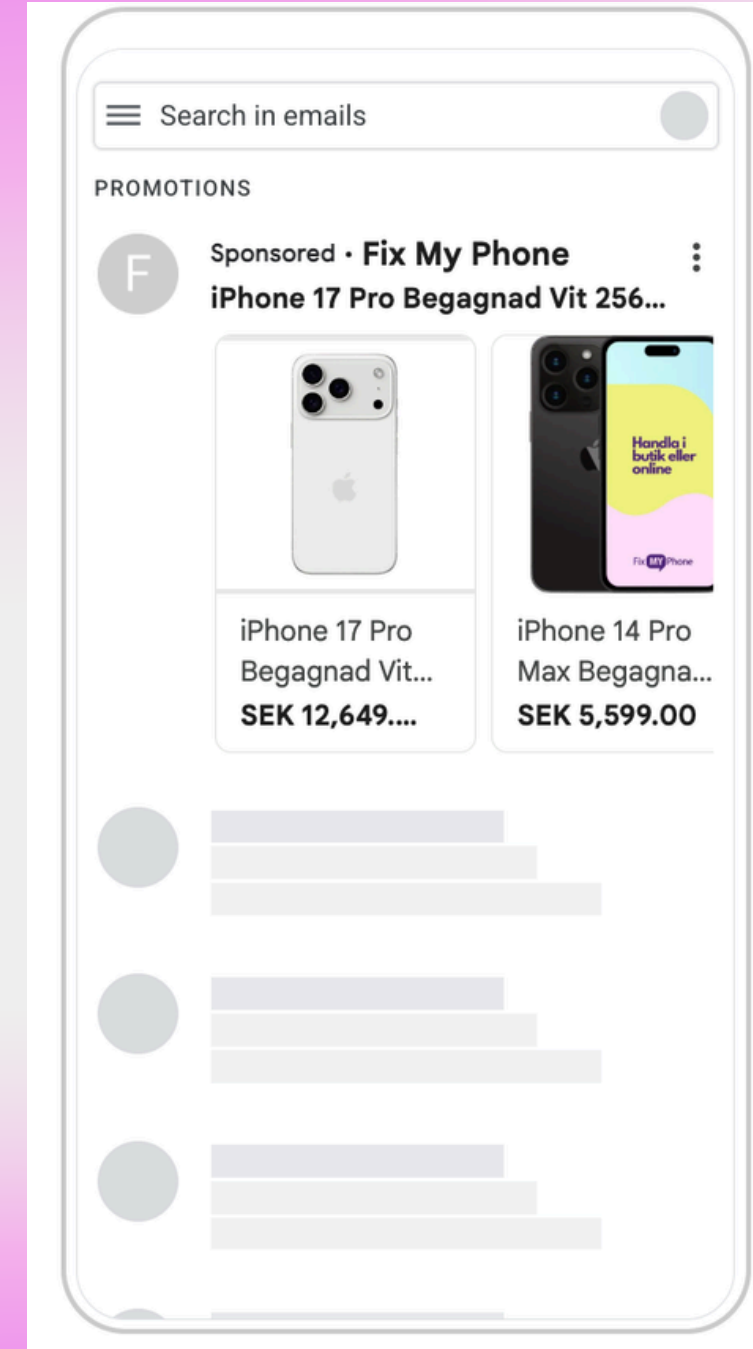 Search in emails
PROMOTIONS
F
Sponsored · Fix My Phone
iPhone 17 Pro Begagnad Vit 256...
Handla i
butik eller
online
Fix MY Phone
iPhone 17 Pro
Begagnad Vit...
SEK 12,649....
iPhone 14 Pro
Max Begagna...
SEK 5,599.00